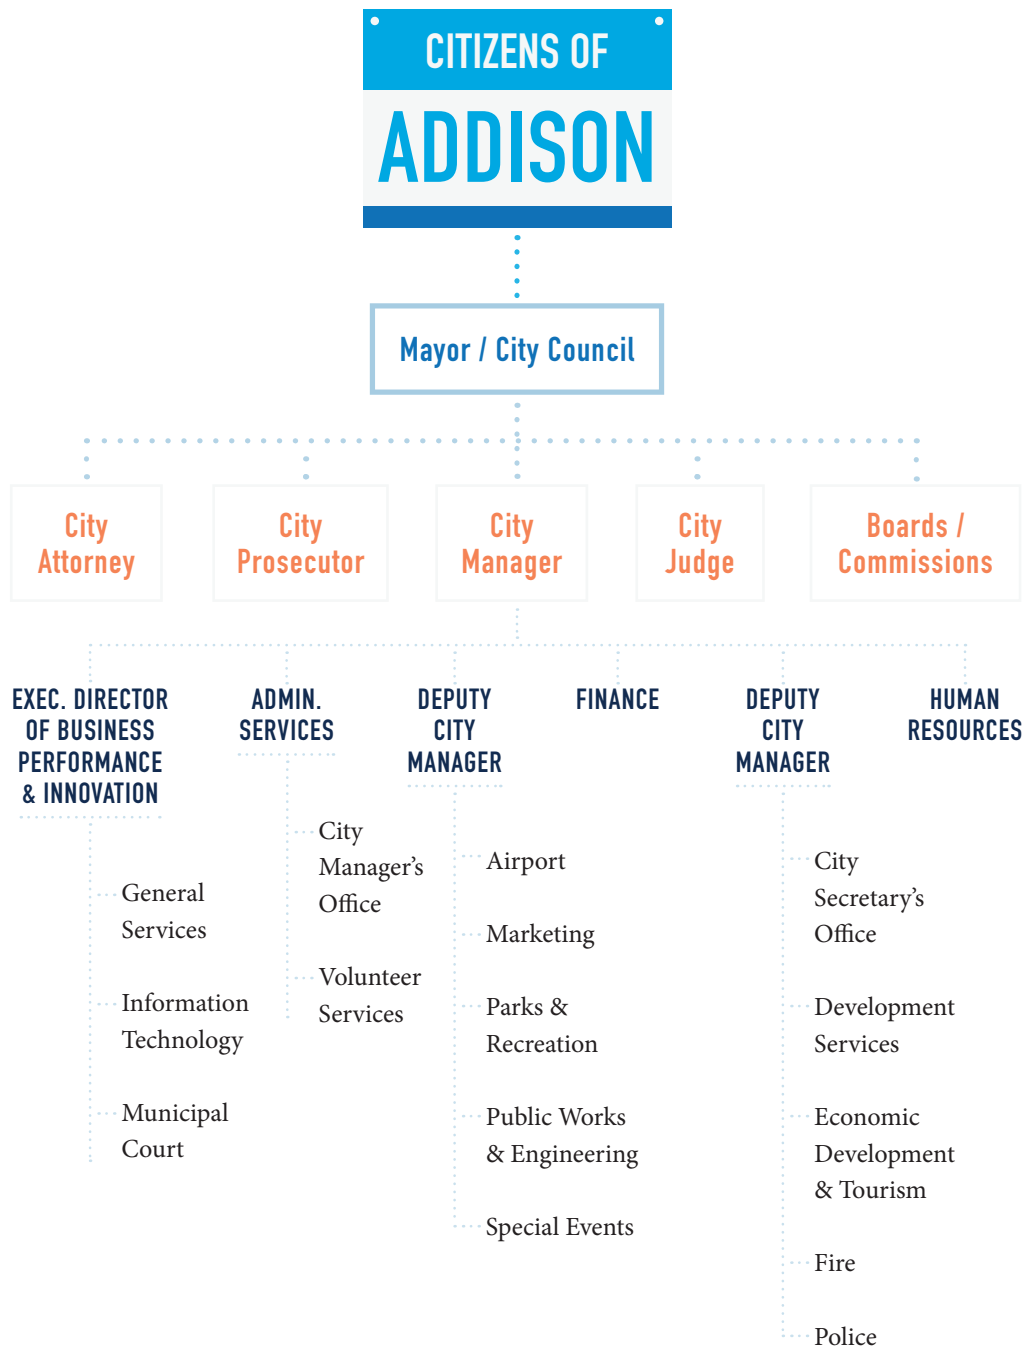 CITIZENS OF
ADDISON
Mayor / City Council
City
Attorney
City
Prosecutor
City
Manager
City
Judge
Boards /
Commissions
EXEC. DIRECTOR
OF BUSINESS
PERFORMANCE
& INNOVATION
General
Services
Information
Technology
Municipal
Court
ADMIN.
SERVICES
City
Manager’s
Office
Volunteer
Services
DEPUTY
CITY
MANAGER
Airport
Marketing
Parks &
Recreation
Public Works
& Engineering
Special Events
FINANCE
DEPUTY
CITY
MANAGER
City
Secretary’s
Office
Development
Services
Economic
Development
& Tourism
Fire
Police
HUMAN
RESOURCES